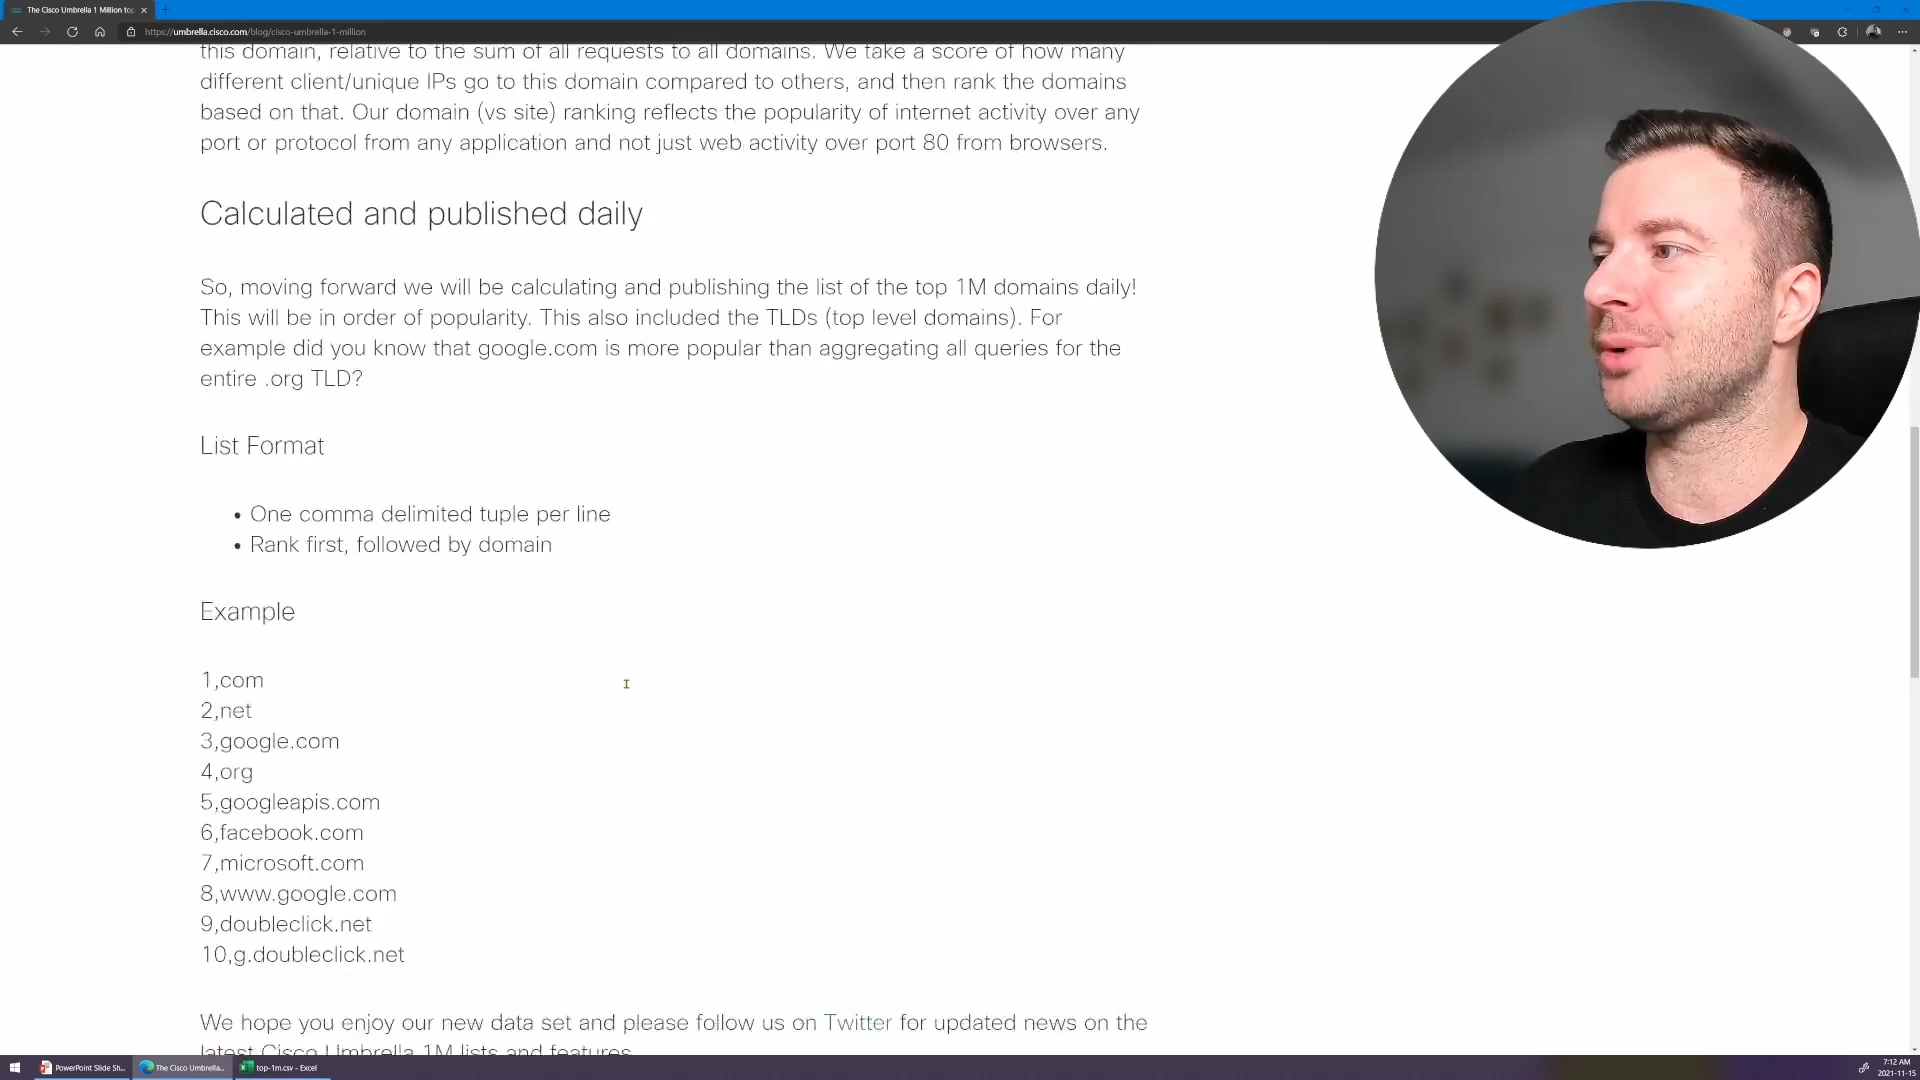 The Cisco Umbrella 1 Million to
https://umbrella.cisco.com/blog/cisco-umbrella-1-million
this domain, relative to the sum of all requests to all domains. We take a score of how many
different client/unique IPs go to this domain compared to others, and then rank the domains
based on that. Our domain (vs site) ranking reflects the popularity of internet activity over any
port or protocol from any application and not just web activity over port 80 from browsers.
Calculated and published daily
So, moving forward we will be calculating and publishing the list of the top 1M domains daily!
This will be in order of popularity. This also included the TLDs (top level domains). For
example did you know that google.com is more popular than aggregating all queries for the
entire .org TLD?
List Format
• One comma delimited tuple per line
• Rank first, followed by domain
Example
1,com
2,net
3,google.com
4,org
5,googleapis.com
6,facebook.com
7,microsoft.com
8,www.google.com
9,doubleclick.net
10,g.doubleclick.net
We hope you enjoy our new data set and please follow us on Twitter for updated news on the
latest Cisco Umbrella 1M lists and features
PowerPoint Slide Sh...
The Cisco Umbrella...
top-1m.csv - Excel
7:12 AM
2021-11-15